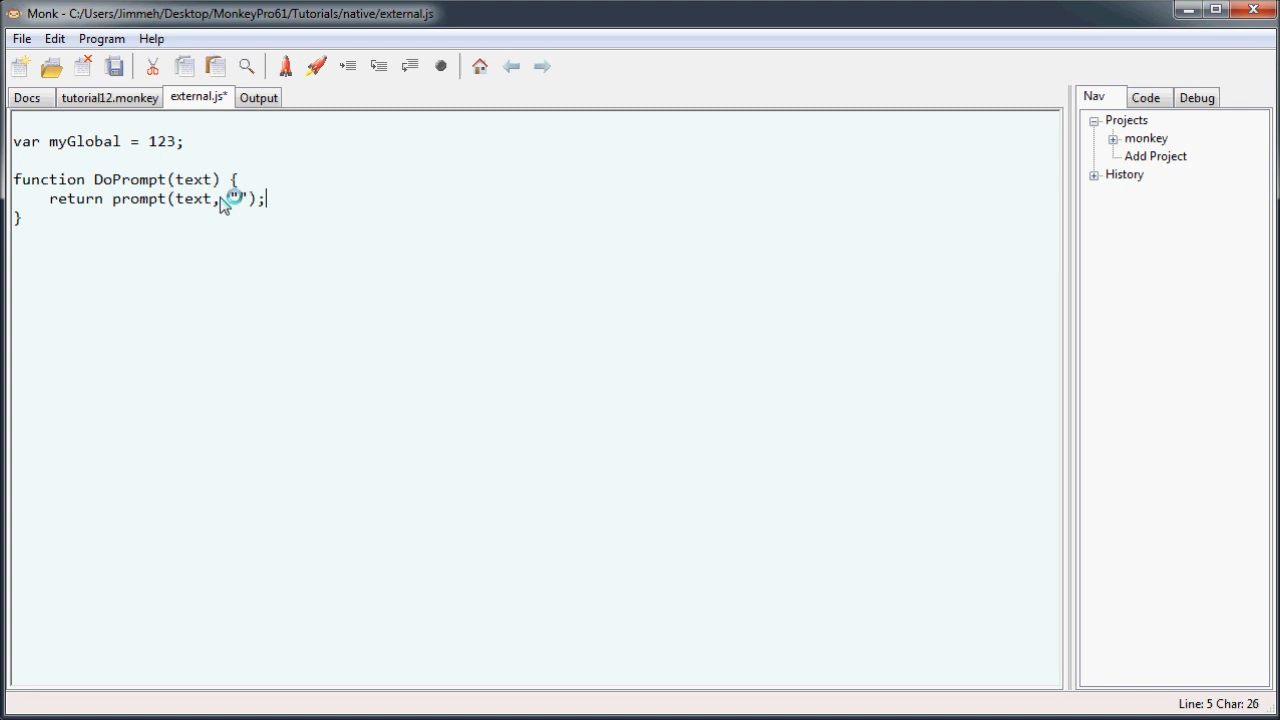 Monk - C:/Users/Jimmeh/Desktop/MonkeyPro61/Tutorials/native/external.js
File Edit Program Help
Docs tutorial12.monkey external.js* Output
Nav Code Debug
var myGlobal = 123;
function DoPrompt(text) {
return prompt(text, "");
}
Projects
monkey
Add Project
History
Line: 5 Char: 26